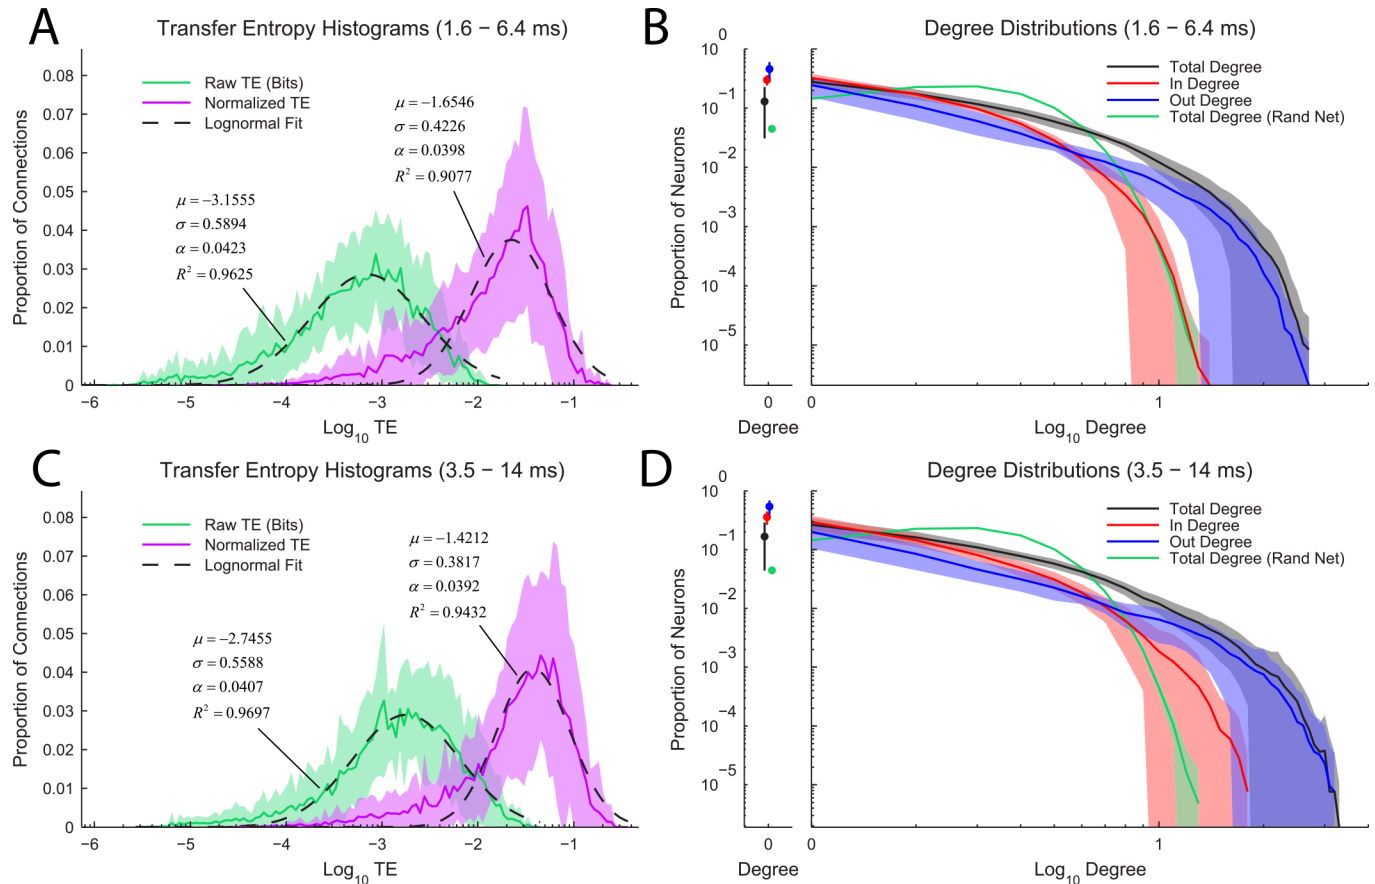 A
Transfer Entropy Histograms (1.6 − 6.4 ms)
Raw TE (Bits)
Normalized TE
Lognormal Fit
μ = −3.1555
σ = 0.5894
α = 0.0423
R² = 0.9625
μ = −1.6546
σ = 0.4226
α = 0.0398
R² = 0.9077
Proportion of Connections
0.08
0.07
0.06
0.05
0.04
0.03
0.02
0.01
0
−6 −5 −4 −3 −2 −1
Log₁₀ TE
B
Degree Distributions (1.6 − 6.4 ms)
Total Degree
In Degree
Out Degree
Total Degree (Rand Net)
Proportion of Neurons
0
10⁰
10⁻¹
10⁻²
10⁻³
10⁻⁴
10⁻⁵
0
Degree
0 1
Log₁₀ Degree
C
Transfer Entropy Histograms (3.5 − 14 ms)
Raw TE (Bits)
Normalized TE
Lognormal Fit
μ = −2.7455
σ = 0.5588
α = 0.0407
R² = 0.9697
μ = −1.4212
σ = 0.3817
α = 0.0392
R² = 0.9432
Proportion of Connections
0.08
0.07
0.06
0.05
0.04
0.03
0.02
0.01
0
−6 −5 −4 −3 −2 −1
Log₁₀ TE
D
Degree Distributions (3.5 − 14 ms)
Total Degree
In Degree
Out Degree
Total Degree (Rand Net)
Proportion of Neurons
0
10⁰
10⁻¹
10⁻²
10⁻³
10⁻⁴
10⁻⁵
0
Degree
0 1
Log₁₀ Degree